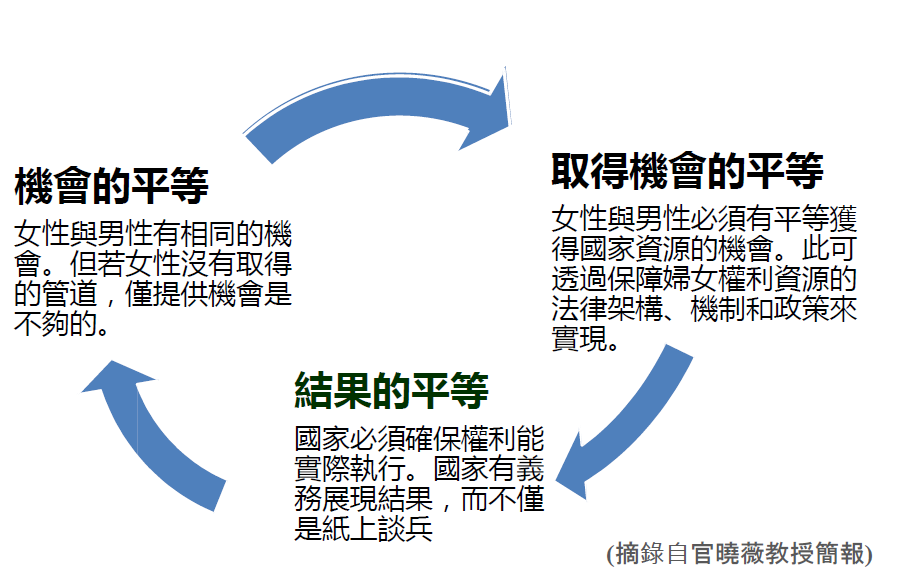 機會的平等
女性與男性有相同的機
會。但若女性沒有取得
的管道，僅提供機會是
不夠的。
取得機會的平等
女性與男性必須有平等獲
得國家資源的機會。此可
透過保障婦女權利資源的
法律架構、機制和政策來
實現。
結果的平等
國家必須確保權利能
實際執行。國家有義
務展現結果，而不僅
是紙上談兵
(摘錄自官曉薇教授簡報)